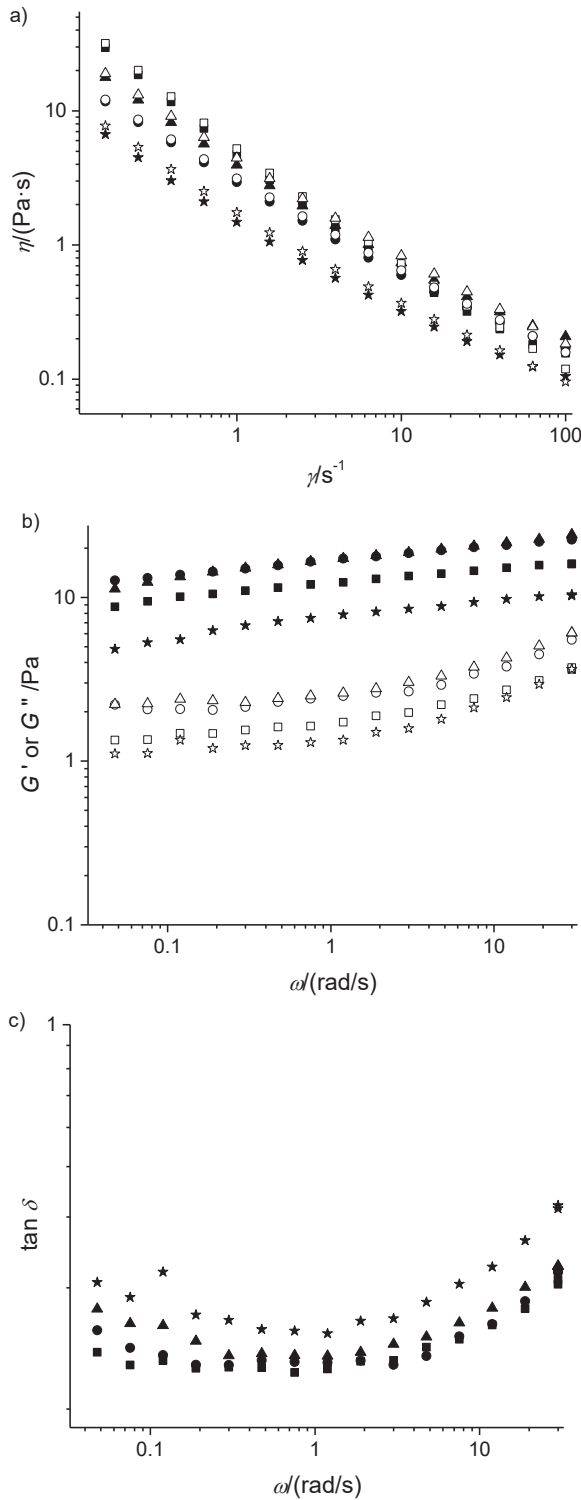 a)
η/(Pa·s)
10
1
0.1
1
10
100
γ/s⁻¹
b)
G' or G" /Pa
10
1
0.1
0.1
1
10
ω/(rad/s)
c)
tan δ
1
0.1
1
10
ω/(rad/s)